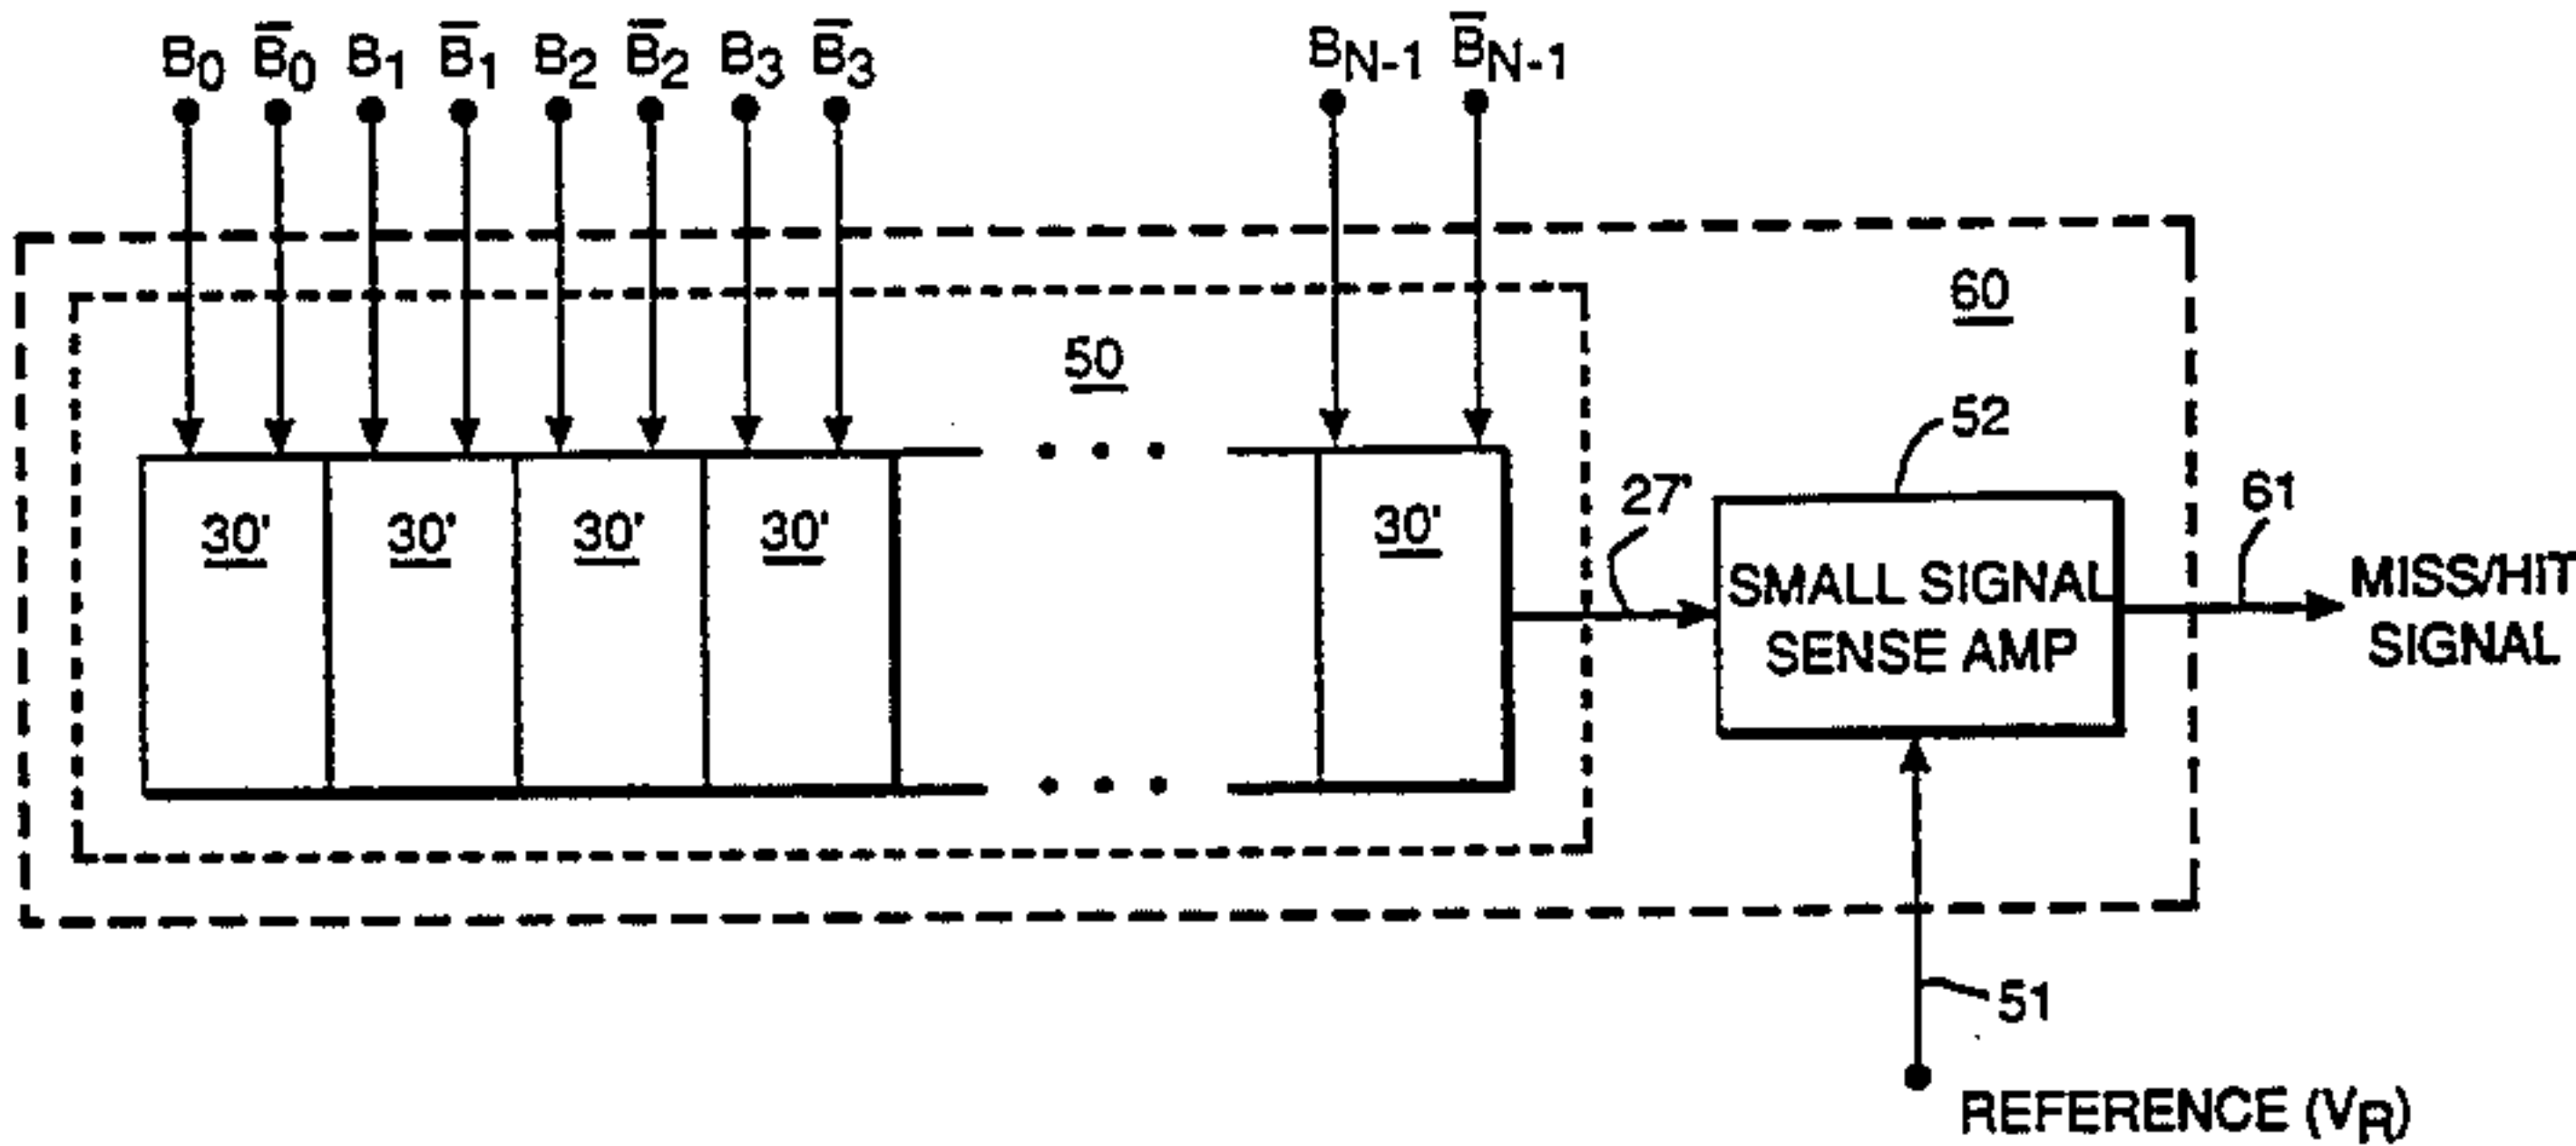 B0 B̅0 B1 B̅1 B2 B̅2 B3 B̅3 BN-1 B̅N-1
60
50
52
27'
61
30' 30' 30' 30' 30'
SMALL SIGNAL
SENSE AMP
MISS/HIT
SIGNAL
51
REFERENCE (VR)